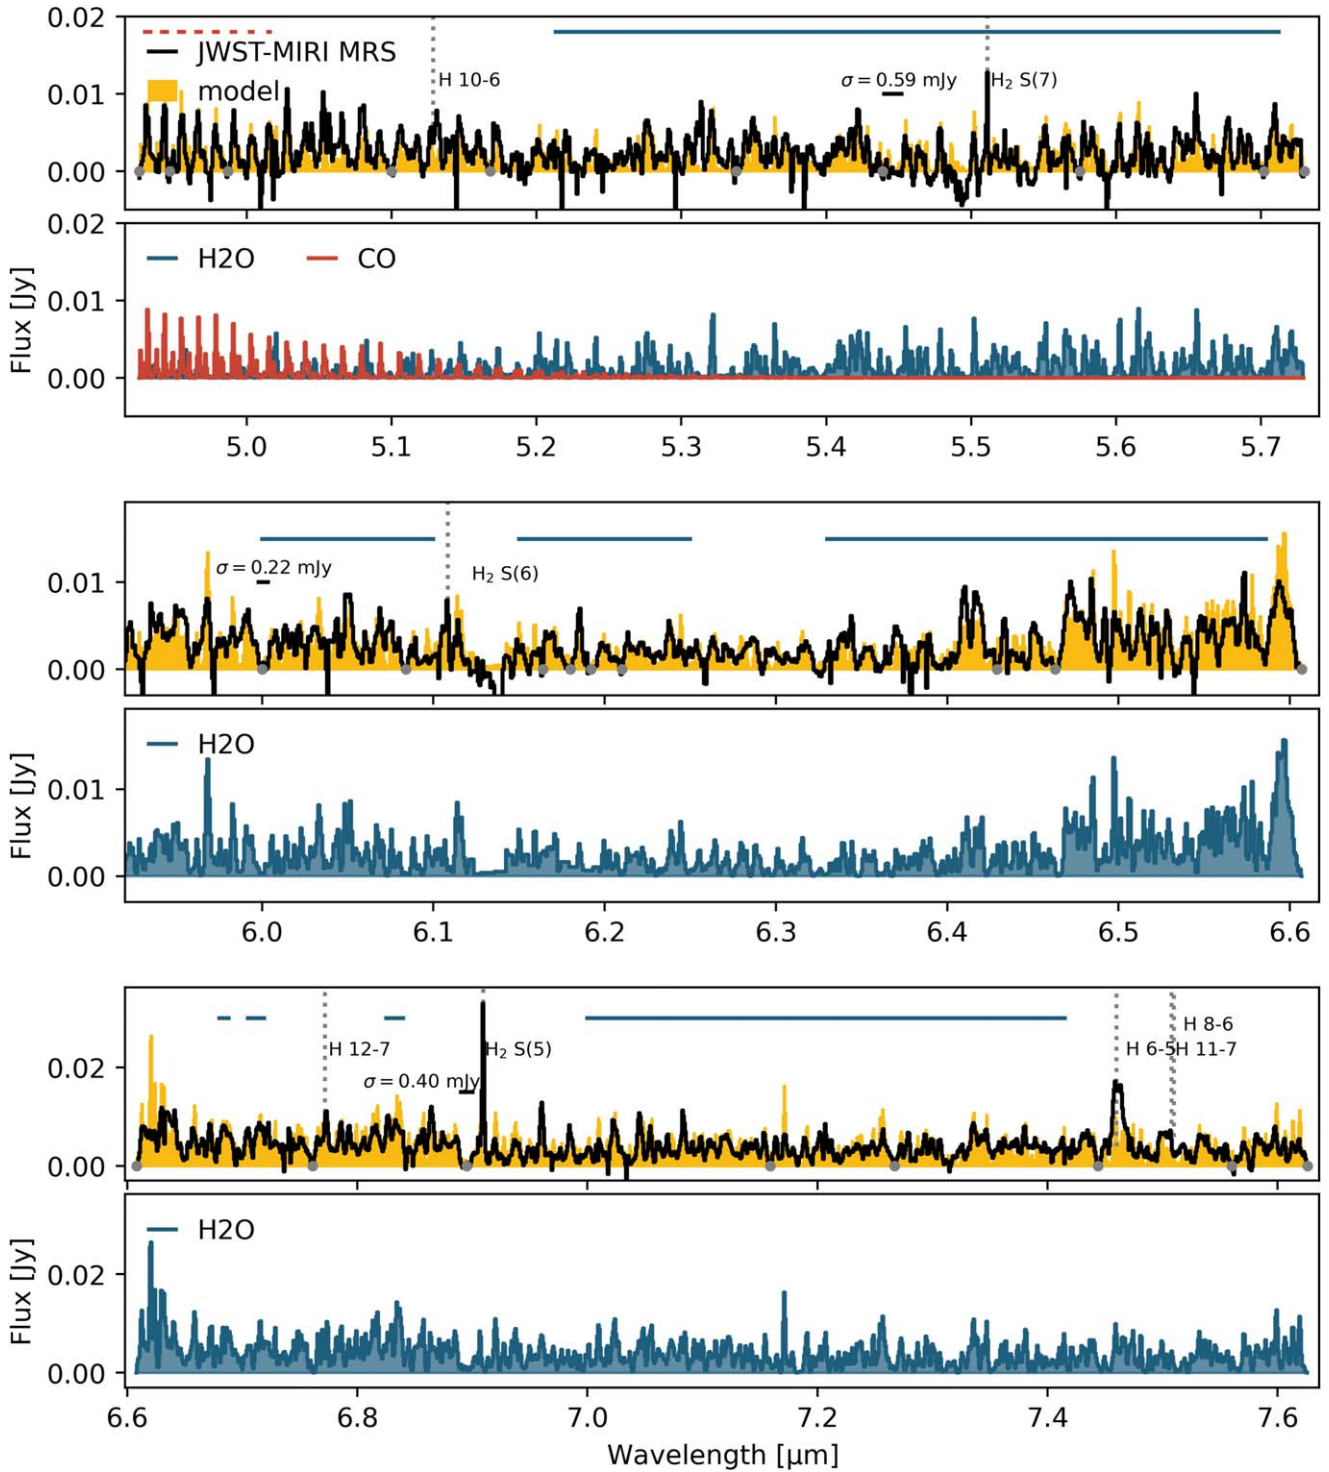 0.02
JWST-MIRI MRS
model
H 10-6
σ = 0.59 mJy
H₂ S(7)
0.01
0.00
0.02
H2O CO
0.01
0.00
Flux [Jy]
5.0 5.1 5.2 5.3 5.4 5.5 5.6 5.7
σ = 0.22 mJy
H₂ S(6)
0.01
0.00
H2O
0.01
0.00
Flux [Jy]
6.0 6.1 6.2 6.3 6.4 6.5 6.6
H 8-6
H 12-7
H₂ S(5)
H 6-5
H 11-7
σ = 0.40 mJy
0.02
0.00
H2O
0.02
0.00
Flux [Jy]
6.6 6.8 7.0 7.2 7.4 7.6
Wavelength [μm]